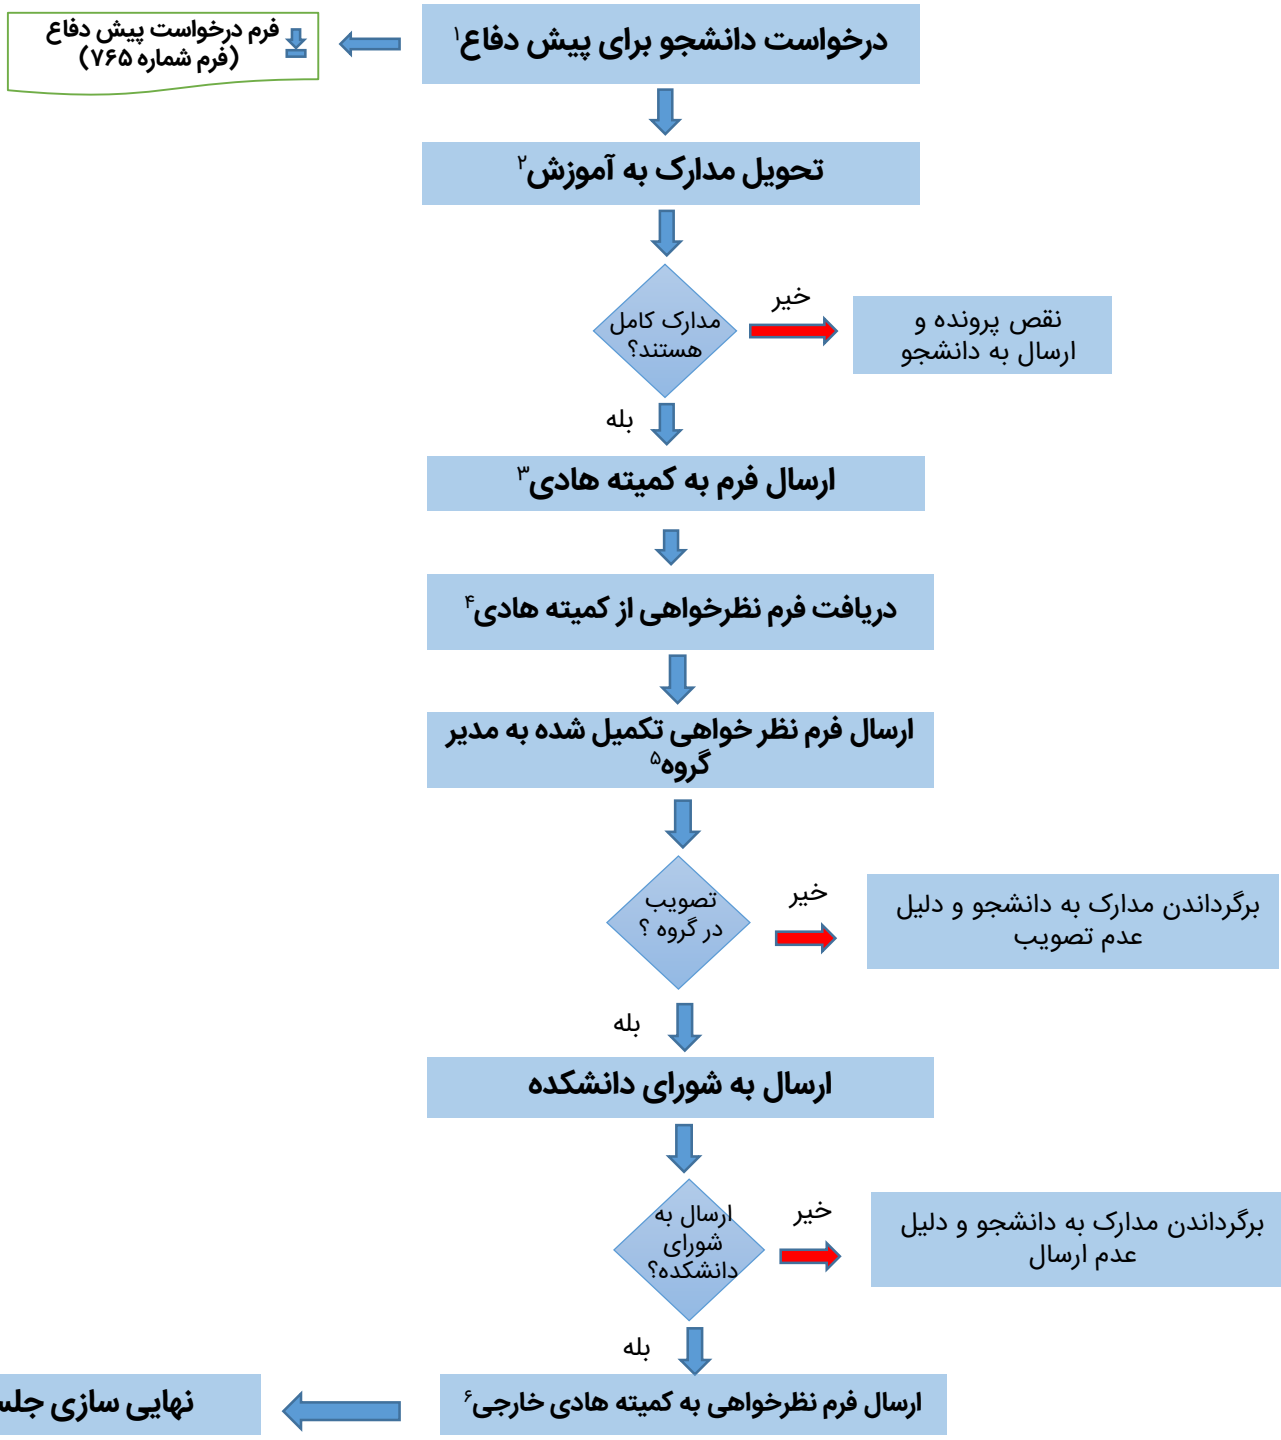 درخواست دانشجو برای پیش دفاع۱
فرم درخواست پیش دفاع
(فرم شماره ۷۶۵)
تحویل مدارک به آموزش۲
مدارک کامل
هستند؟
خیر
نقص پرونده و
ارسال به دانشجو
بله
ارسال فرم به کمیته هادی۳
دریافت فرم نظرخواهی از کمیته هادی۴
ارسال فرم نظر خواهی تکمیل شده به مدیر
گروه۵
تصویب
در گروه ؟
خیر
برگرداندن مدارک به دانشجو و دلیل
عدم تصویب
بله
ارسال به شورای دانشکده
ارسال به
شورای
دانشکده؟
خیر
برگرداندن مدارک به دانشجو و دلیل
عدم ارسال
بله
ارسال فرم نظرخواهی به کمیته هادی خارجی۶
نهایی سازی